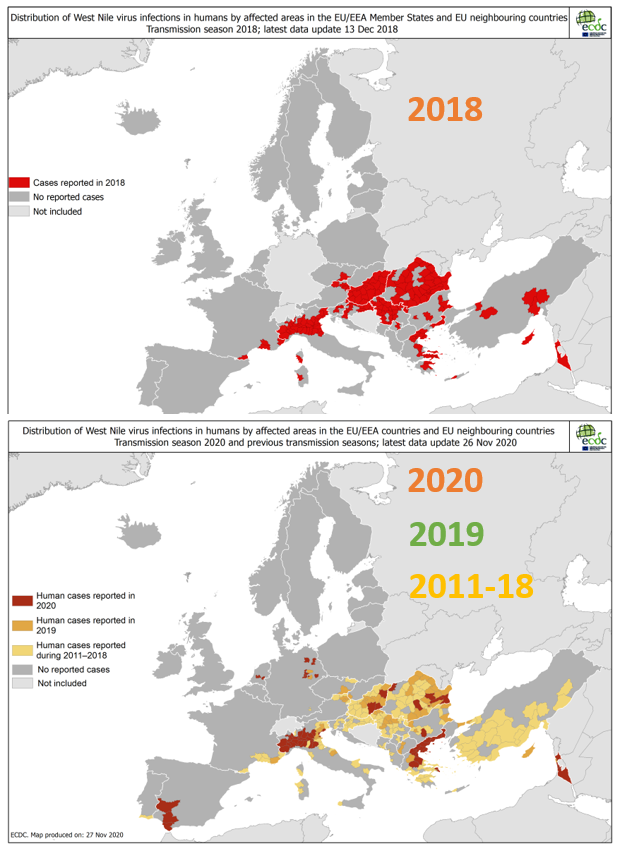 Distribution of West Nile virus infections in humans by affected areas in the EU/EEA Member States and EU neighbouring countries
Transmission season 2018; latest data update 13 Dec 2018
ecdc
2018
Cases reported in 2018
No reported cases
Not included
Distribution of West Nile virus infections in humans by affected areas in the EU/EEA countries and EU neighbouring countries
Transmission season 2020 and previous transmission seasons; latest data update 26 Nov 2020
ecdc
2020
2019
2011-18
Human cases reported in
2020
Human cases reported in
2019
Human cases reported
during 2011–2018
No reported cases
Not included
ECDC. Map produced on: 27 Nov 2020